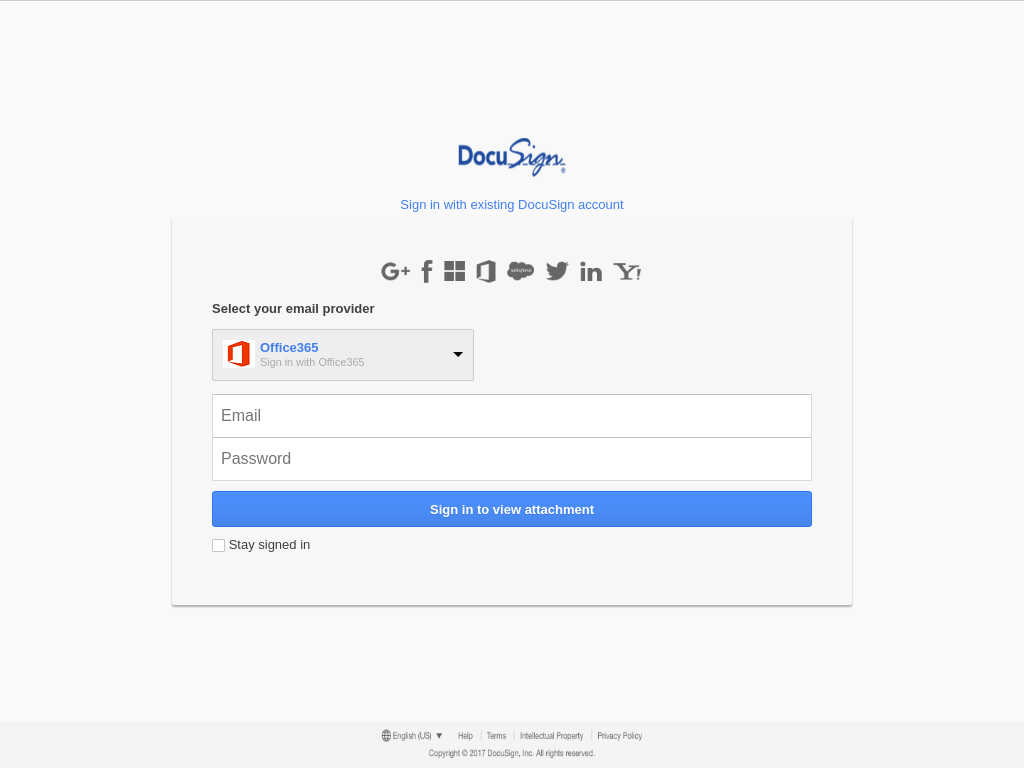 DocuSign®
Sign in with existing DocuSign account
G+ f salesforce in Y!
Select your email provider
Office365
Sign in with Office365
Email
Password
Sign in to view attachment
Stay signed in
English (US) ▼ Help Terms Intellectual Property Privacy Policy
Copyright © 2017 DocuSign, Inc. All rights reserved.